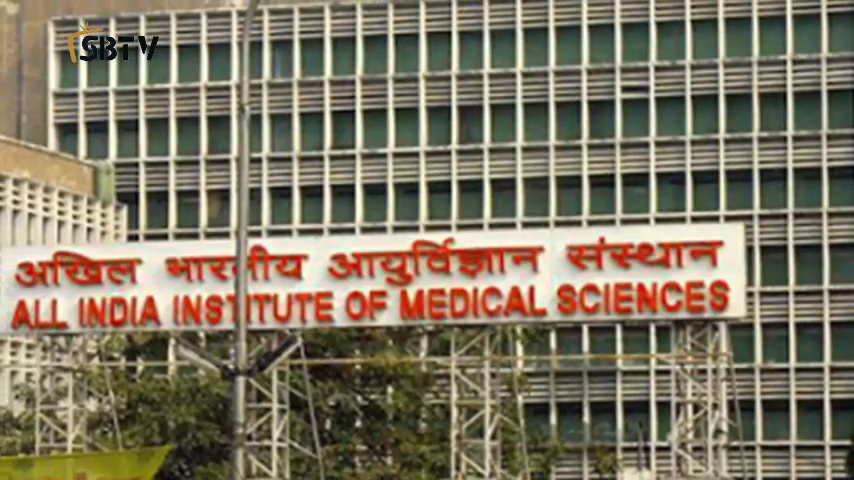 SBTV
अखिल भारतीय आयुर्विज्ञान संस्थान
ALL INDIA INSTITUTE OF MEDICAL SCIENCES